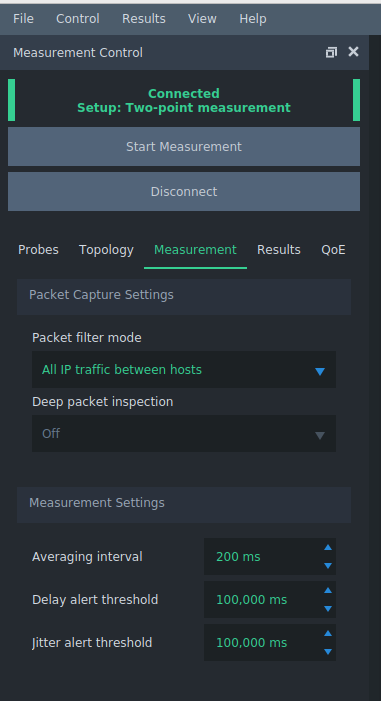 File Control Results View Help
Measurement Control
Connected
Setup: Two-point measurement
Start Measurement
Disconnect
Probes Topology Measurement Results QoE
Packet Capture Settings
Packet filter mode
All IP traffic between hosts
Deep packet inspection
Off
Measurement Settings
Averaging interval 200 ms
Delay alert threshold 100,000 ms
Jitter alert threshold 100,000 ms